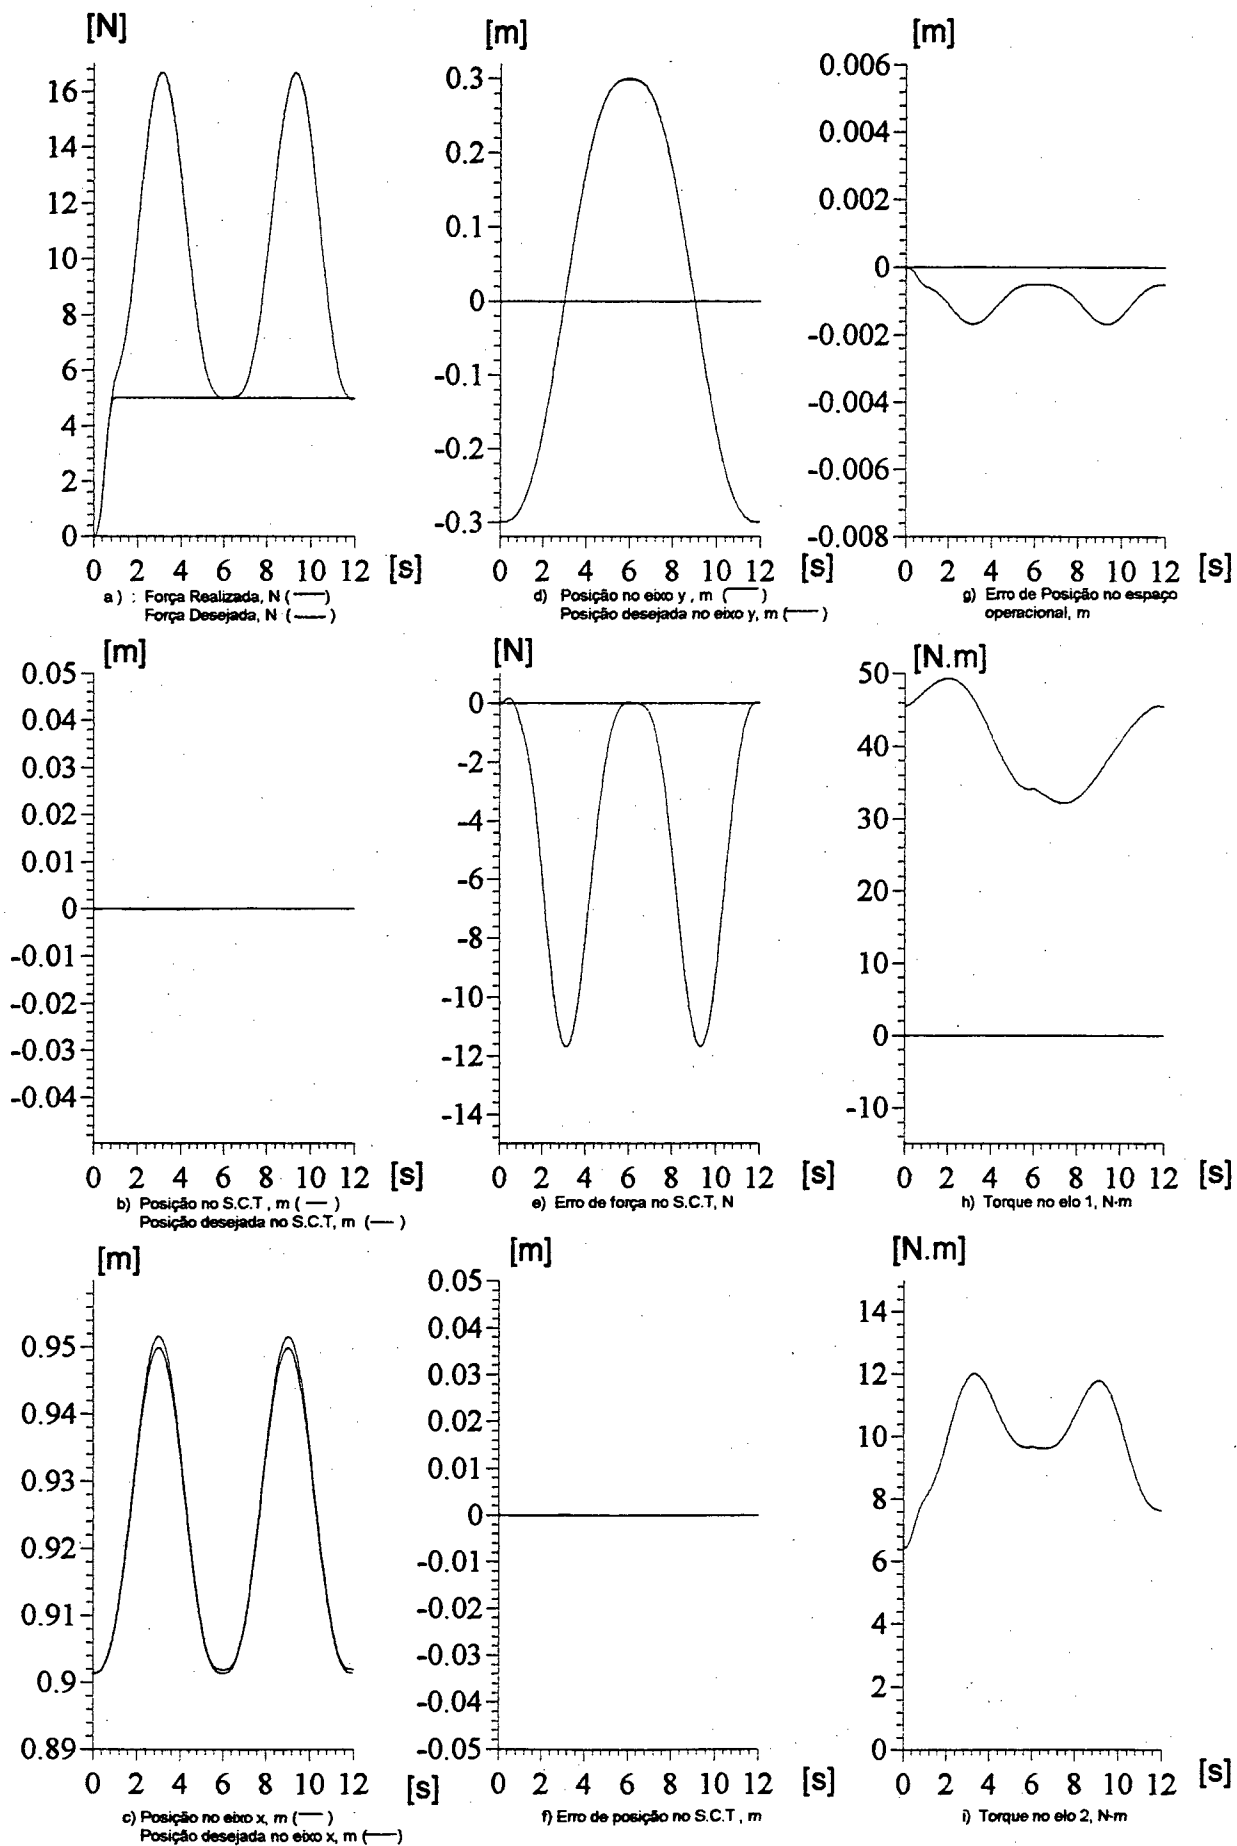 [N]
16
14
12
10
8
6
4
2
0
0 2 4 6 8 10 12 [s]
a ) : Força Realizada, N ( — )
Força Desejada, N ( — )
[m]
0.3
0.2
0.1
0
-0.1
-0.2
-0.3
0 2 4 6 8 10 12 [s]
d) Posição no eixo y , m ( — )
Posição desejada no eixo y, m ( — )
[m]
0.006
0.004
0.002
0
-0.002
-0.004
-0.006
-0.008
0 2 4 6 8 10 12 [s]
g) Erro de Posição no espaço
operacional, m
[m]
0.05
0.04
0.03
0.02
0.01
0
-0.01
-0.02
-0.03
-0.04
0 2 4 6 8 10 12 [s]
b) Posição no S.C.T , m ( — )
Posição desejada no S.C.T, m ( — )
[N]
0
-2
-4
-6
-8
-10
-12
-14
0 2 4 6 8 10 12 [s]
e) Erro de força no S.C.T, N
[N.m]
50
40
30
20
10
0
-10
0 2 4 6 8 10 12 [s]
h) Torque no elo 1, N·m
[m]
0.95
0.94
0.93
0.92
0.91
0.9
0.89
0 2 4 6 8 10 12 [s]
c) Posição no eixo x, m ( — )
Posição desejada no eixo x, m ( — )
[m]
0.05
0.04
0.03
0.02
0.01
0
-0.01
-0.02
-0.03
-0.04
-0.05
0 2 4 6 8 10 12 [s]
f) Erro de posição no S.C.T , m
[N.m]
14
12
10
8
6
4
2
0
0 2 4 6 8 10 12 [s]
i) Torque no elo 2, N·m